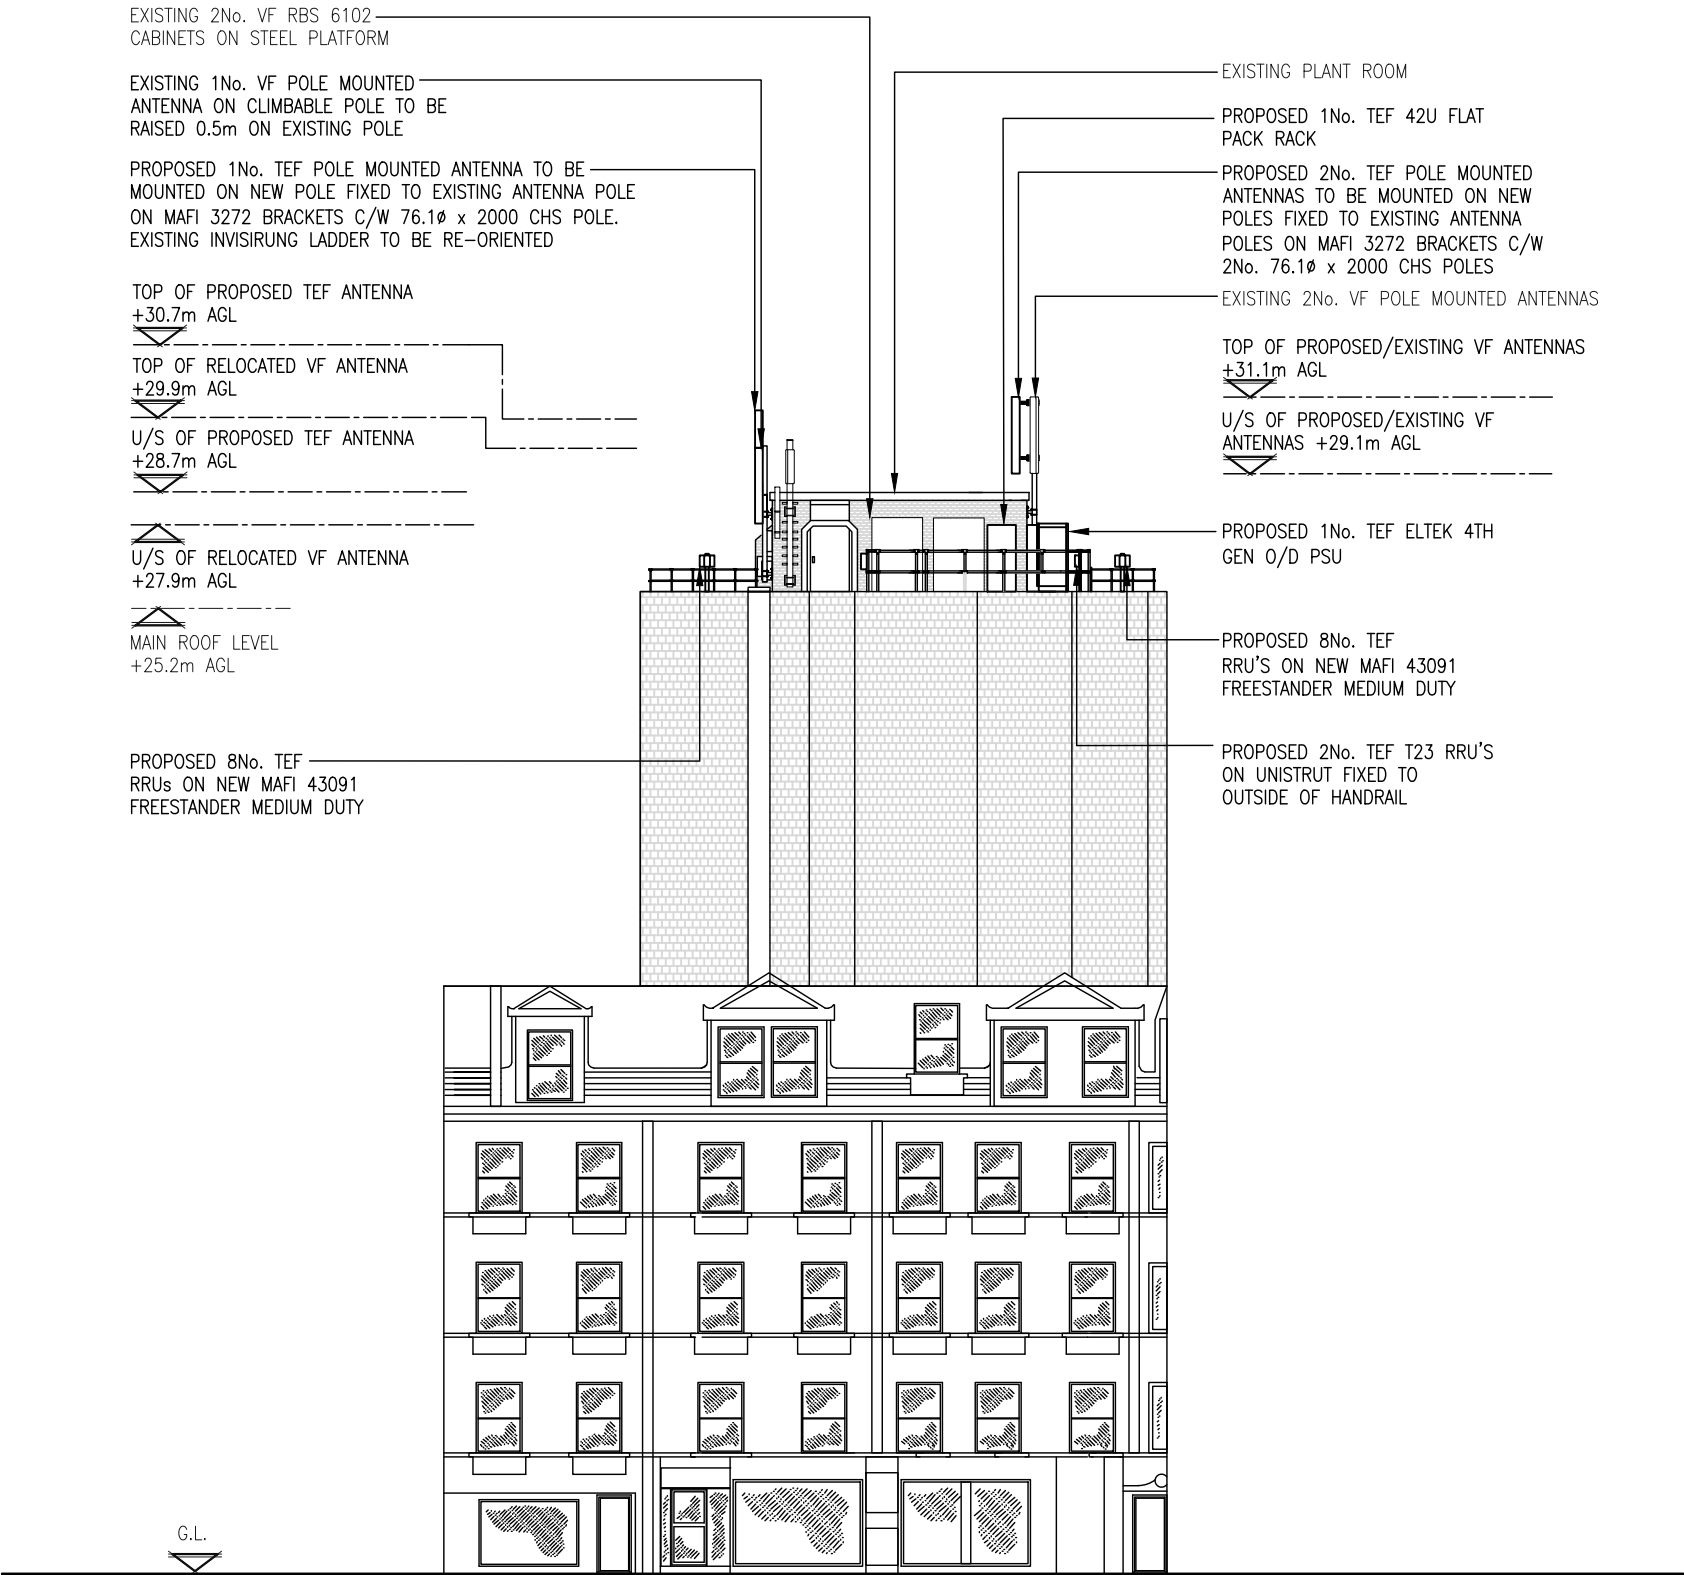 EXISTING 2No. VF RBS 6102
CABINETS ON STEEL PLATFORM
EXISTING 1No. VF POLE MOUNTED
ANTENNA ON CLIMBABLE POLE TO BE
RAISED 0.5m ON EXISTING POLE
PROPOSED 1No. TEF POLE MOUNTED ANTENNA TO BE
MOUNTED ON NEW POLE FIXED TO EXISTING ANTENNA POLE
ON MAFI 3272 BRACKETS C/W 76.1ø x 2000 CHS POLE.
EXISTING INVISIRUNG LADDER TO BE RE-ORIENTED
TOP OF PROPOSED TEF ANTENNA
+30.7m AGL
TOP OF RELOCATED VF ANTENNA
+29.9m AGL
U/S OF PROPOSED TEF ANTENNA
+28.7m AGL
U/S OF RELOCATED VF ANTENNA
+27.9m AGL
MAIN ROOF LEVEL
+25.2m AGL
PROPOSED 8No. TEF
RRUs ON NEW MAFI 43091
FREESTANDER MEDIUM DUTY
G.L.
EXISTING PLANT ROOM
PROPOSED 1No. TEF 42U FLAT
PACK RACK
PROPOSED 2No. TEF POLE MOUNTED
ANTENNAS TO BE MOUNTED ON NEW
POLES FIXED TO EXISTING ANTENNA
POLES ON MAFI 3272 BRACKETS C/W
2No. 76.1ø x 2000 CHS POLES
EXISTING 2No. VF POLE MOUNTED ANTENNAS
TOP OF PROPOSED/EXISTING VF ANTENNAS
+31.1m AGL
U/S OF PROPOSED/EXISTING VF
ANTENNAS +29.1m AGL
PROPOSED 1No. TEF ELTEK 4TH
GEN O/D PSU
PROPOSED 8No. TEF
RRU'S ON NEW MAFI 43091
FREESTANDER MEDIUM DUTY
PROPOSED 2No. TEF T23 RRU'S
ON UNISTRUT FIXED TO
OUTSIDE OF HANDRAIL